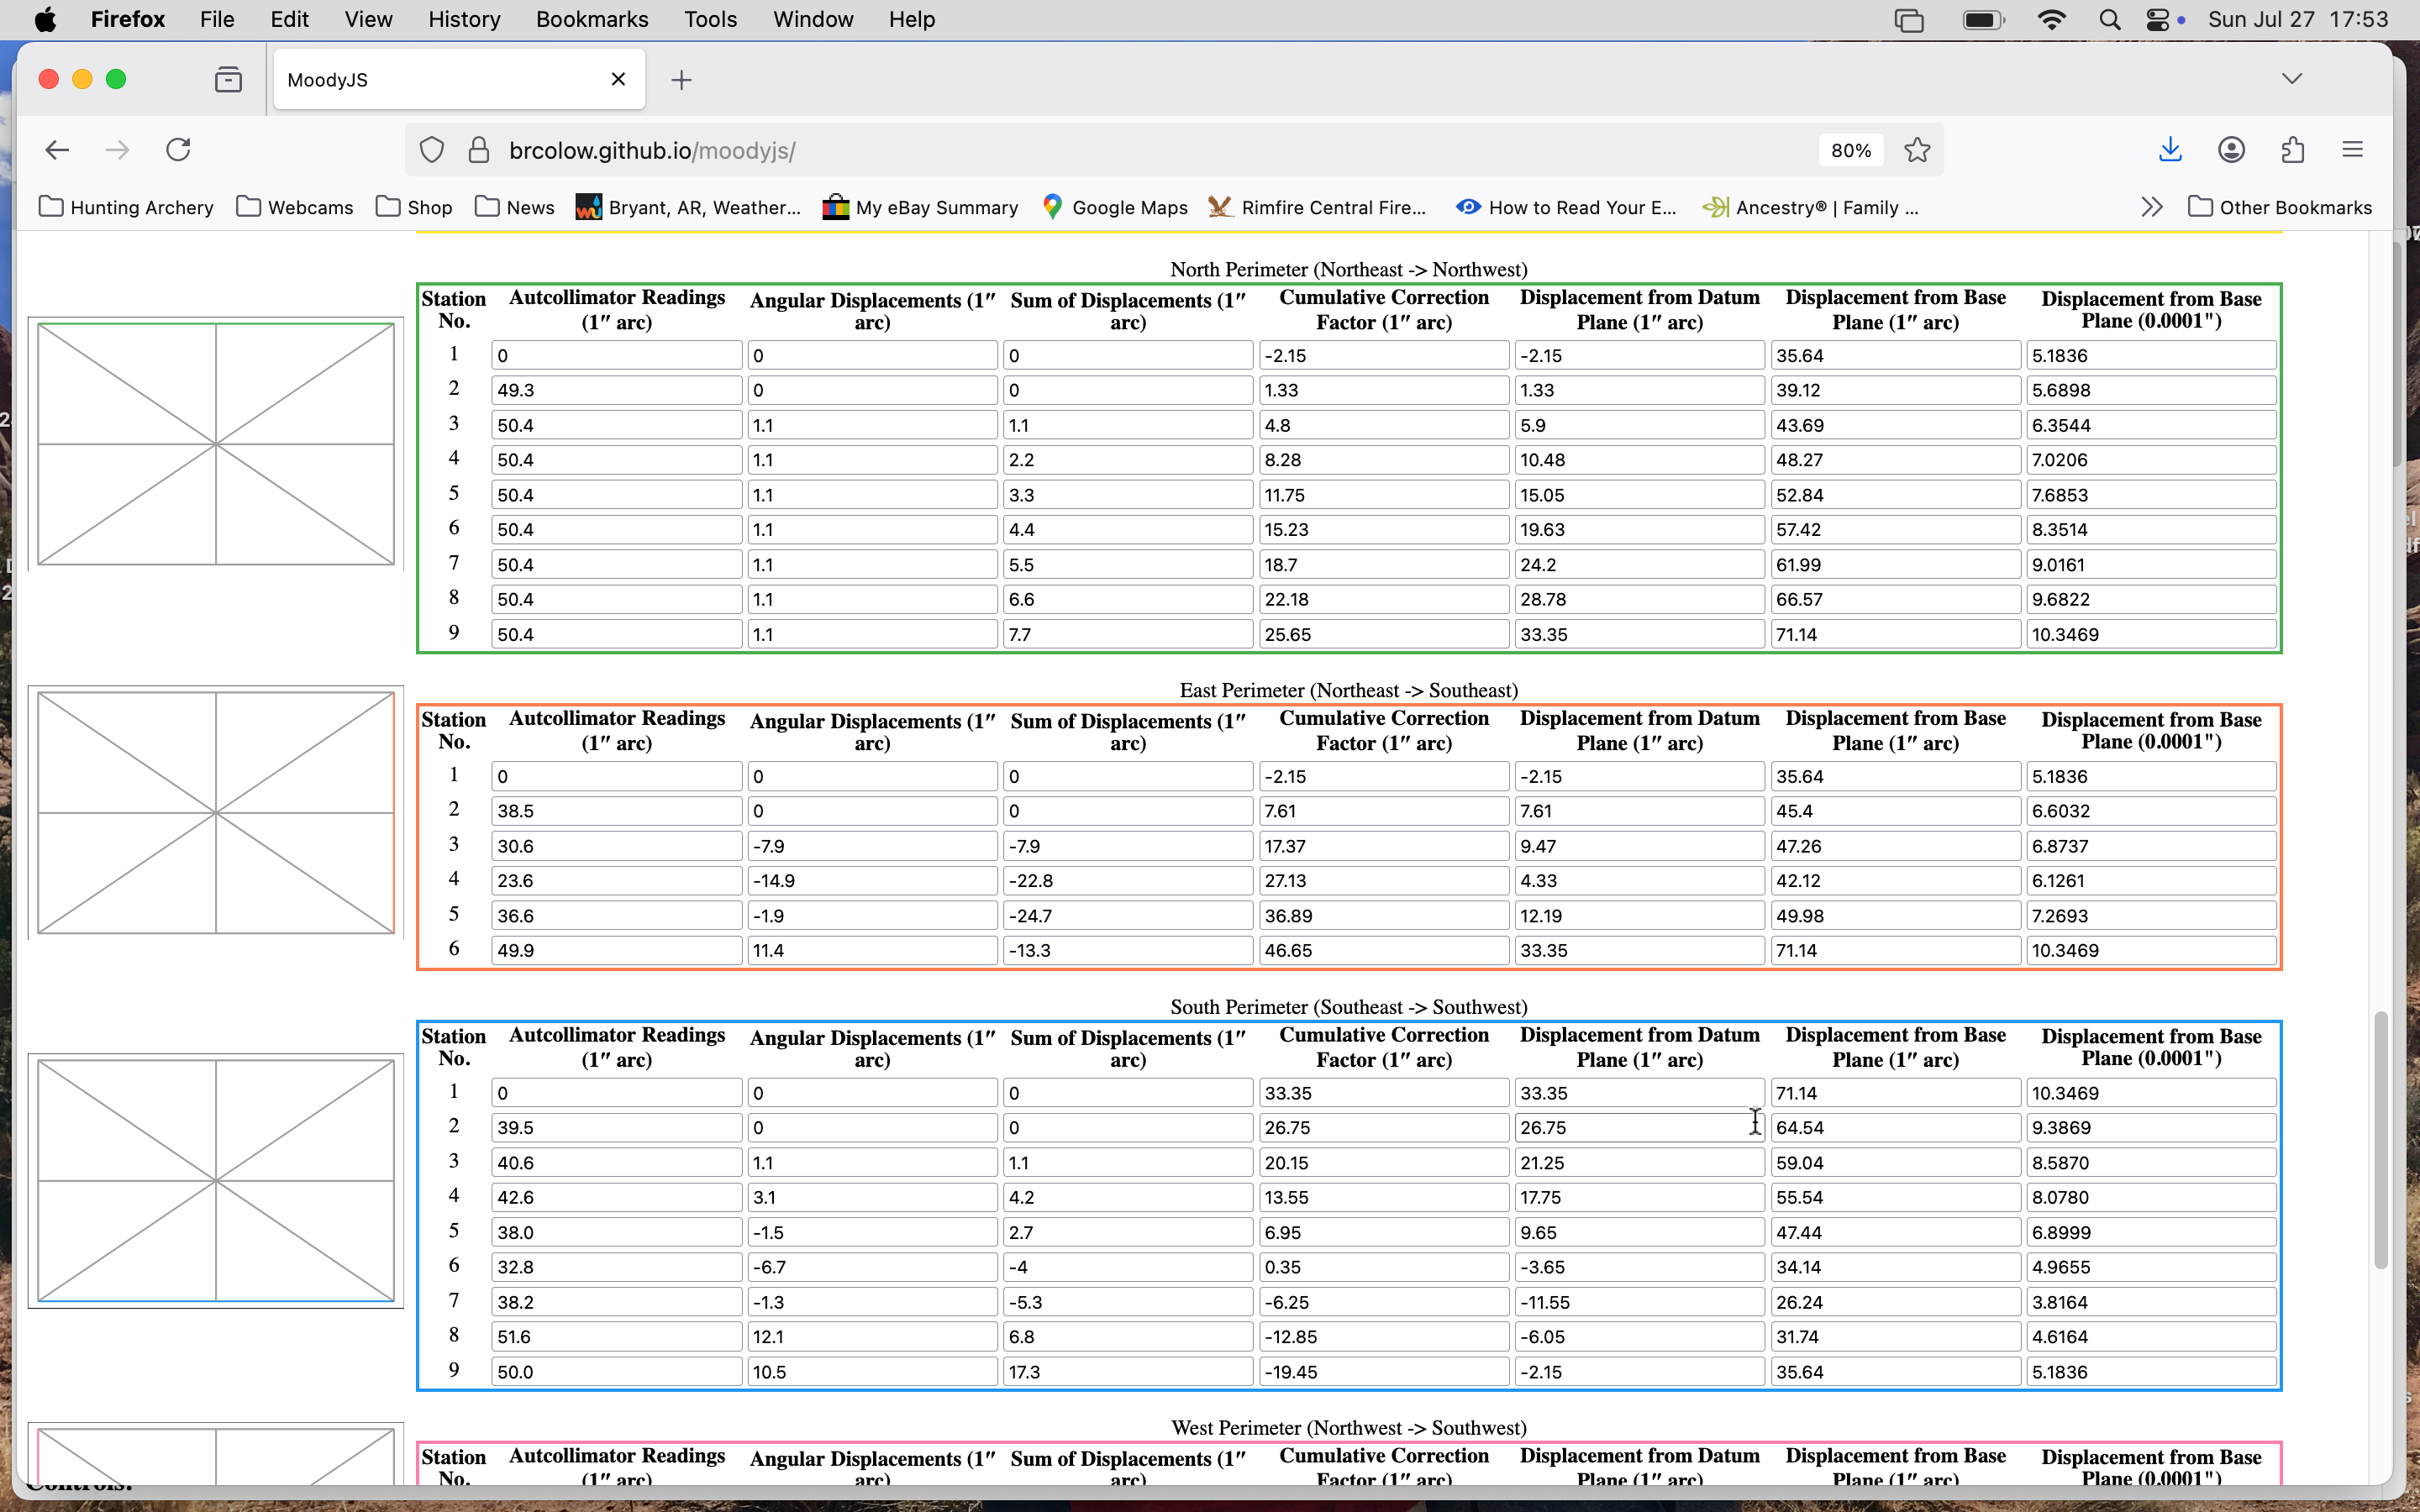 Firefox File Edit View History Bookmarks Tools Window Help Sun Jul 27 17:53
MoodyJS
brcolow.github.io/moodyjs/ 80%
Hunting Archery Webcams Shop News Bryant, AR, Weather... My eBay Summary Google Maps Rimfire Central Fire... How to Read Your E... Ancestry® | Family ... Other Bookmarks
North Perimeter (Northeast -> Northwest)
Station Autcollimator Readings Angular Displacements (1″ Sum of Displacements (1″ Cumulative Correction Displacement from Datum Displacement from Base Displacement from Base
No. (1″ arc) arc) arc) Factor (1″ arc) Plane (1″ arc) Plane (1″ arc) Plane (0.0001")
1 0 0 0 -2.15 -2.15 35.64 5.1836
2 49.3 0 0 1.33 1.33 39.12 5.6898
3 50.4 1.1 1.1 4.8 5.9 43.69 6.3544
4 50.4 1.1 2.2 8.28 10.48 48.27 7.0206
5 50.4 1.1 3.3 11.75 15.05 52.84 7.6853
6 50.4 1.1 4.4 15.23 19.63 57.42 8.3514
7 50.4 1.1 5.5 18.7 24.2 61.99 9.0161
8 50.4 1.1 6.6 22.18 28.78 66.57 9.6822
9 50.4 1.1 7.7 25.65 33.35 71.14 10.3469
East Perimeter (Northeast -> Southeast)
Station Autcollimator Readings Angular Displacements (1″ Sum of Displacements (1″ Cumulative Correction Displacement from Datum Displacement from Base Displacement from Base
No. (1″ arc) arc) arc) Factor (1″ arc) Plane (1″ arc) Plane (1″ arc) Plane (0.0001")
1 0 0 0 -2.15 -2.15 35.64 5.1836
2 38.5 0 0 7.61 7.61 45.4 6.6032
3 30.6 -7.9 -7.9 17.37 9.47 47.26 6.8737
4 23.6 -14.9 -22.8 27.13 4.33 42.12 6.1261
5 36.6 -1.9 -24.7 36.89 12.19 49.98 7.2693
6 49.9 11.4 -13.3 46.65 33.35 71.14 10.3469
South Perimeter (Southeast -> Southwest)
Station Autcollimator Readings Angular Displacements (1″ Sum of Displacements (1″ Cumulative Correction Displacement from Datum Displacement from Base Displacement from Base
No. (1″ arc) arc) arc) Factor (1″ arc) Plane (1″ arc) Plane (1″ arc) Plane (0.0001")
1 0 0 0 33.35 33.35 71.14 10.3469
2 39.5 0 0 26.75 26.75 64.54 9.3869
3 40.6 1.1 1.1 20.15 21.25 59.04 8.5870
4 42.6 3.1 4.2 13.55 17.75 55.54 8.0780
5 38.0 -1.5 2.7 6.95 9.65 47.44 6.8999
6 32.8 -6.7 -4 0.35 -3.65 34.14 4.9655
7 38.2 -1.3 -5.3 -6.25 -11.55 26.24 3.8164
8 51.6 12.1 6.8 -12.85 -6.05 31.74 4.6164
9 50.0 10.5 17.3 -19.45 -2.15 35.64 5.1836
West Perimeter (Northwest -> Southwest)
Station Autcollimator Readings Angular Displacements (1″ Sum of Displacements (1″ Cumulative Correction Displacement from Datum Displacement from Base Displacement from Base
No. (1″ arc) arc) arc) Factor (1″ arc) Plane (1″ arc) Plane (1″ arc) Plane (0.0001")
Controls: